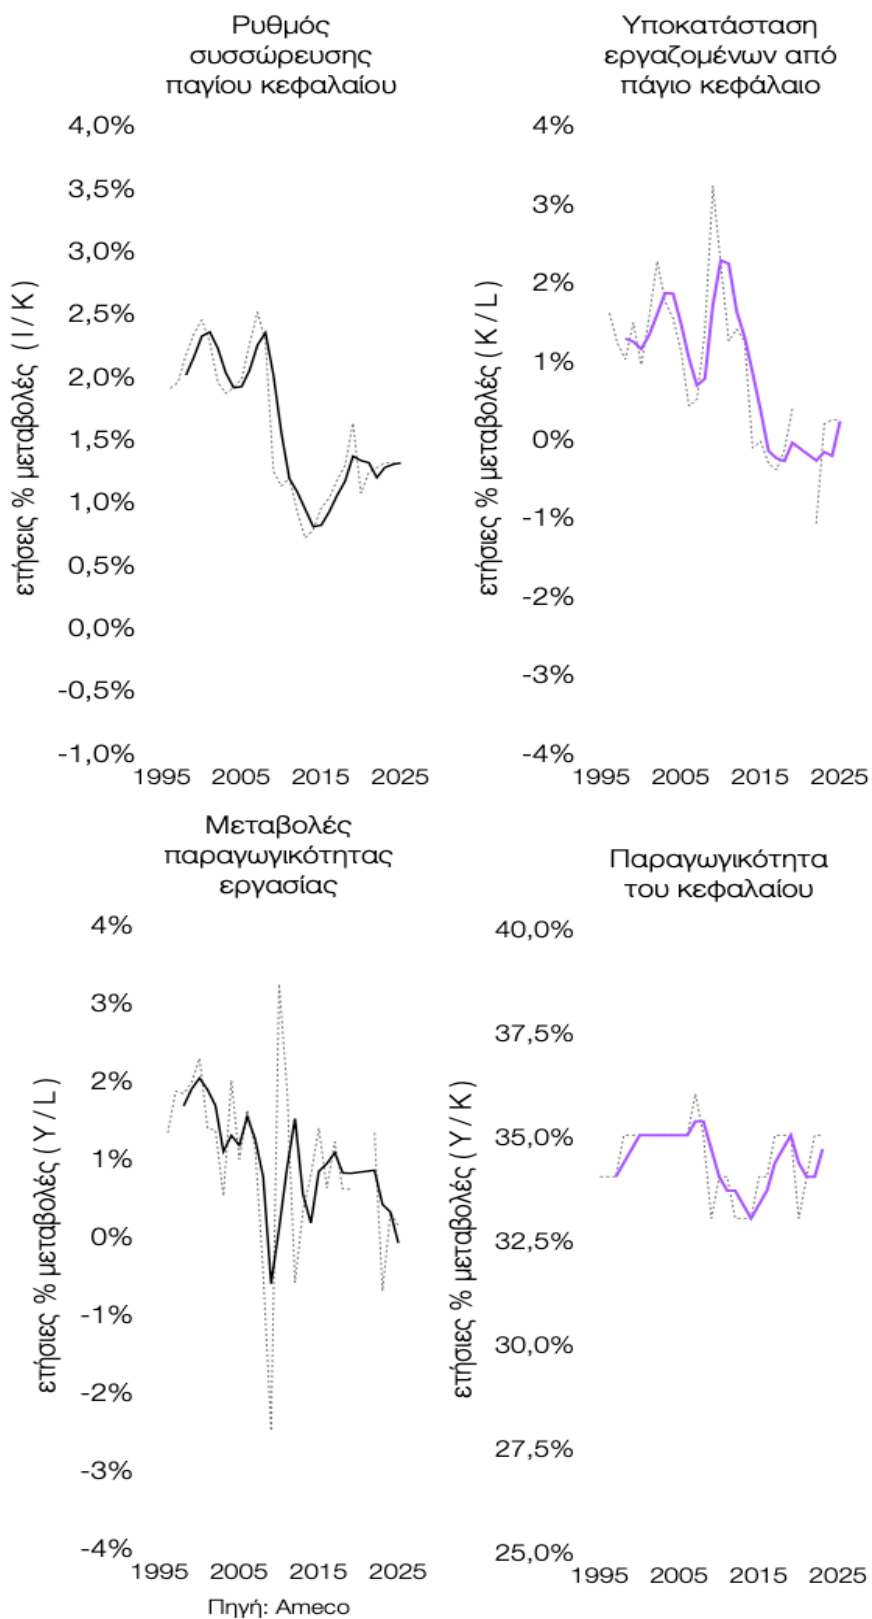 Ρυθμός
συσσώρευσης
παγίου κεφαλαίου
4,0%
3,5%
3,0%
2,5%
2,0%
1,5%
1,0%
0,5%
0,0%
-0,5%
-1,0%
ετήσεις % μεταβολές (I / K)
1995 2005 2015 2025
Υποκατάσταση
εργαζομένων από
πάγιο κεφάλαιο
4%
3%
2%
1%
0%
-1%
-2%
-3%
-4%
ετήσιες % μεταβολές ( K / L )
1995 2005 2015 2025
Μεταβολές
παραγωγικότητας
εργασίας
4%
3%
2%
1%
0%
-1%
-2%
-3%
-4%
ετήσιες % μεταβολές ( Y / L )
1995 2005 2015 2025
Πηγή: Ameco
Παραγωγικότητα
του κεφαλαίου
40,0%
37,5%
35,0%
32,5%
30,0%
27,5%
25,0%
ετήσιες % μεταβολές ( Y / K )
1995 2005 2015 2025